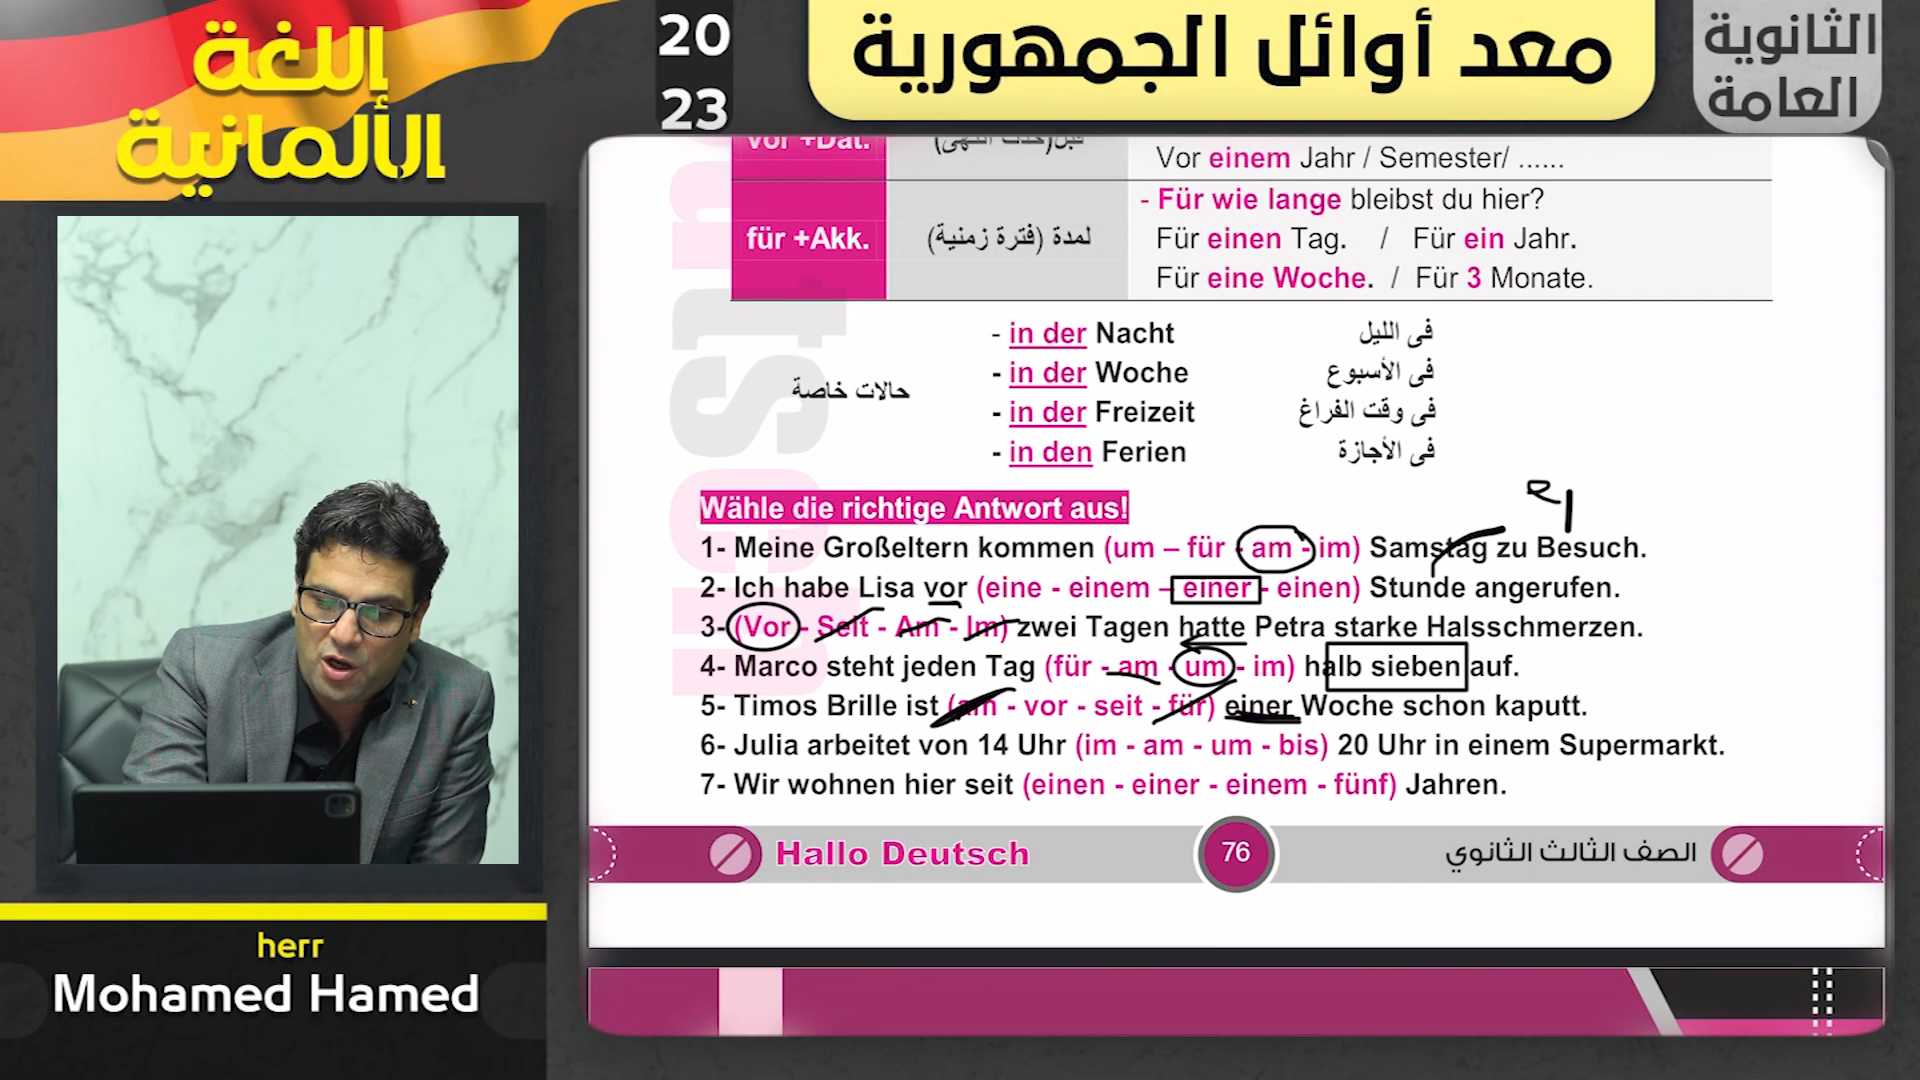 اللغة الألمانية
20
23
معد أوائل الجمهورية
الثانوية العامة
vor +Dat.
Vor einem Jahr / Semester/ ......
für +Akk.
لمدة (فترة زمنية)
- Für wie lange bleibst du hier?
Für einen Tag. / Für ein Jahr.
Für eine Woche. / Für 3 Monate.
حالات خاصة
- in der Nacht فى الليل
- in der Woche فى الأسبوع
- in der Freizeit فى وقت الفراغ
- in den Ferien فى الأجازة
Wähle die richtige Antwort aus!
1- Meine Großeltern kommen (um – für - am - im) Samstag zu Besuch.
2- Ich habe Lisa vor (eine - einem – einer - einen) Stunde angerufen.
3- (Vor - Seit - Am - Im) zwei Tagen hatte Petra starke Halsschmerzen.
4- Marco steht jeden Tag (für - am - um - im) halb sieben auf.
5- Timos Brille ist (am - vor - seit - für) einer Woche schon kaputt.
6- Julia arbeitet von 14 Uhr (im - am - um - bis) 20 Uhr in einem Supermarkt.
7- Wir wohnen hier seit (einen - einer - einem - fünf) Jahren.
Hallo Deutsch
76
الصف الثالث الثانوي
herr
Mohamed Hamed